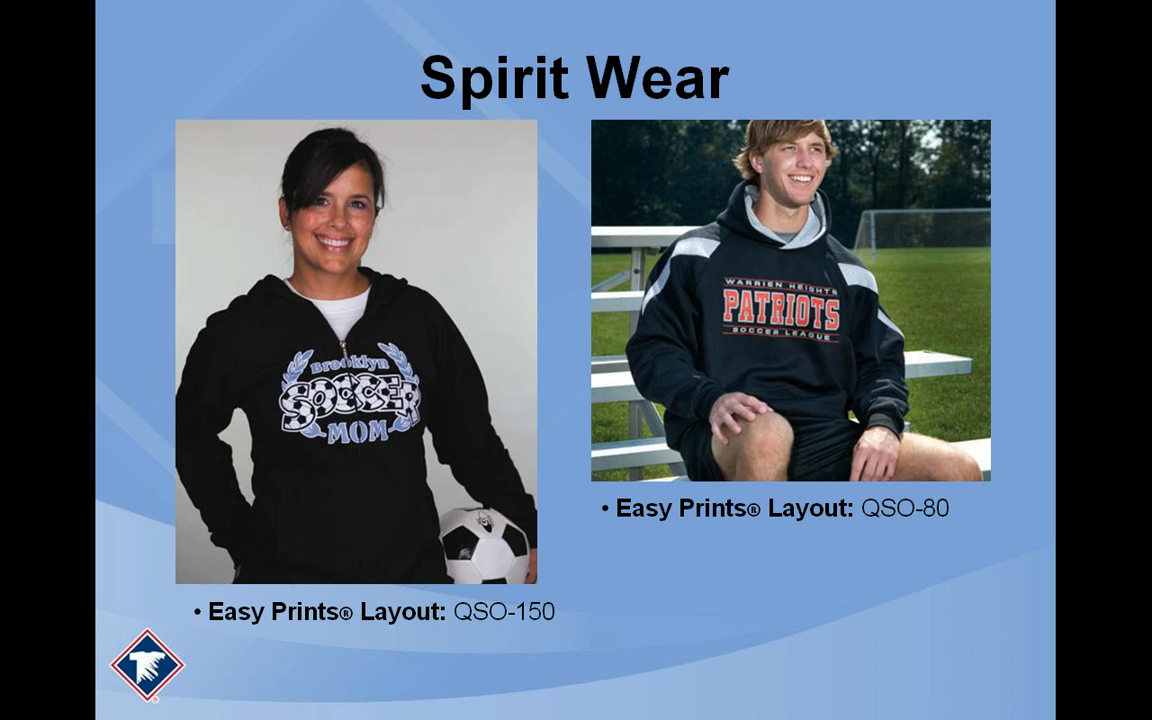 Spirit Wear
Brooklyn
SOCCER
MOM
• Easy Prints® Layout: QSO-150
WARRIEN HEIGHTS
PATRIOTS
SOCCER LEAGUE
• Easy Prints® Layout: QSO-80